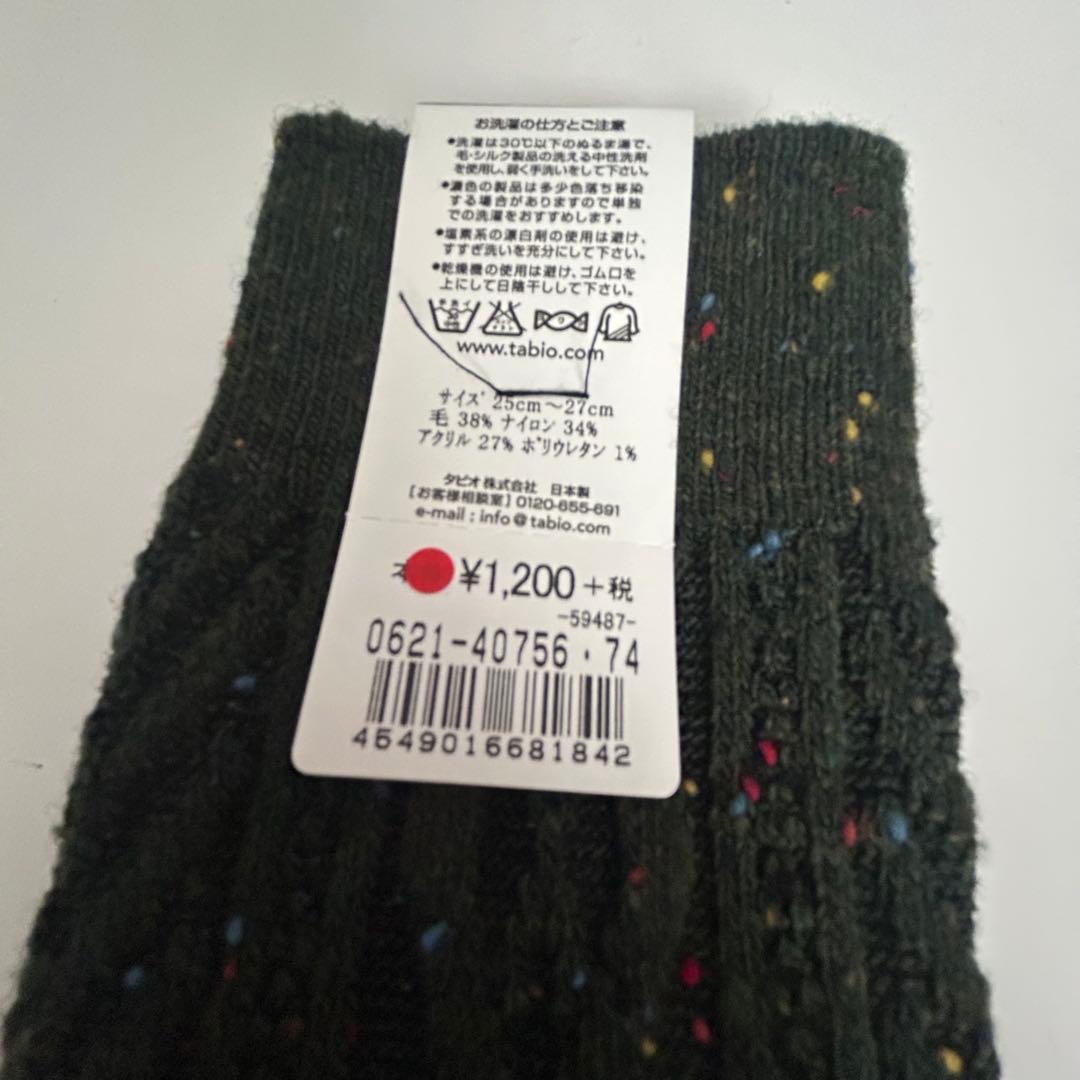 お洗濯の仕方とご注意
●洗濯は30℃以下のぬるま湯で、
毛・シルク製品の洗える中性洗剤
を使用し、弱く手洗いをして下さい。
●濃色の製品は多少色落ち移染
する場合がありますので単独
での洗濯をおすすめします。
●塩素系の漂白剤の使用は避け、
すすぎ洗いを充分にして下さい。
●乾燥機の使用は避け、ゴム口を
上にして日陰干しして下さい。
www.tabio.com
サイズ 25cm～27cm
毛 38% ナイロン 34%
アクリル 27% ポリウレタン 1%
タビオ株式会社 日本製
[お客様相談室] 0120-655-691
e-mail : info@tabio.com
¥1,200+税
-59487-
0621-40756・74
4549016681842